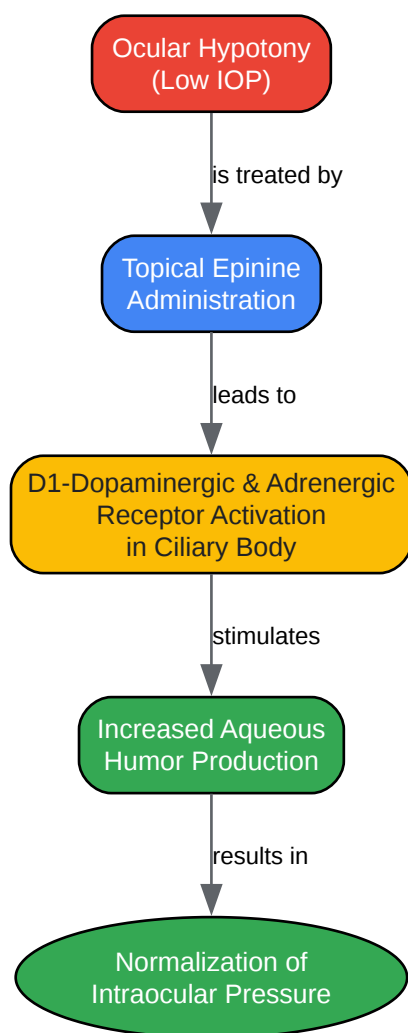 Ocular Hypotony
(Low IOP)
is treated by
Topical Epinine
Administration
leads to
D1-Dopaminergic & Adrenergic
Receptor Activation
in Ciliary Body
stimulates
Increased Aqueous
Humor Production
results in
Normalization of
Intraocular Pressure